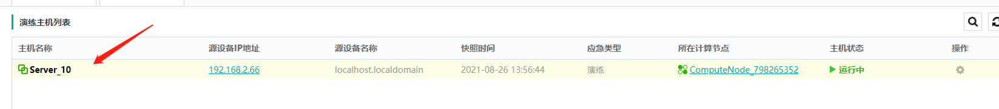 演练主机列表
主机名称 源设备IP地址 源设备名称 快照时间 应急类型 所在计算节点 主机状态 操作
Server_10 192.168.2.66 localhost.localdomain 2021-08-26 13:56:44 演练 ComputeNode_798265352 运行中